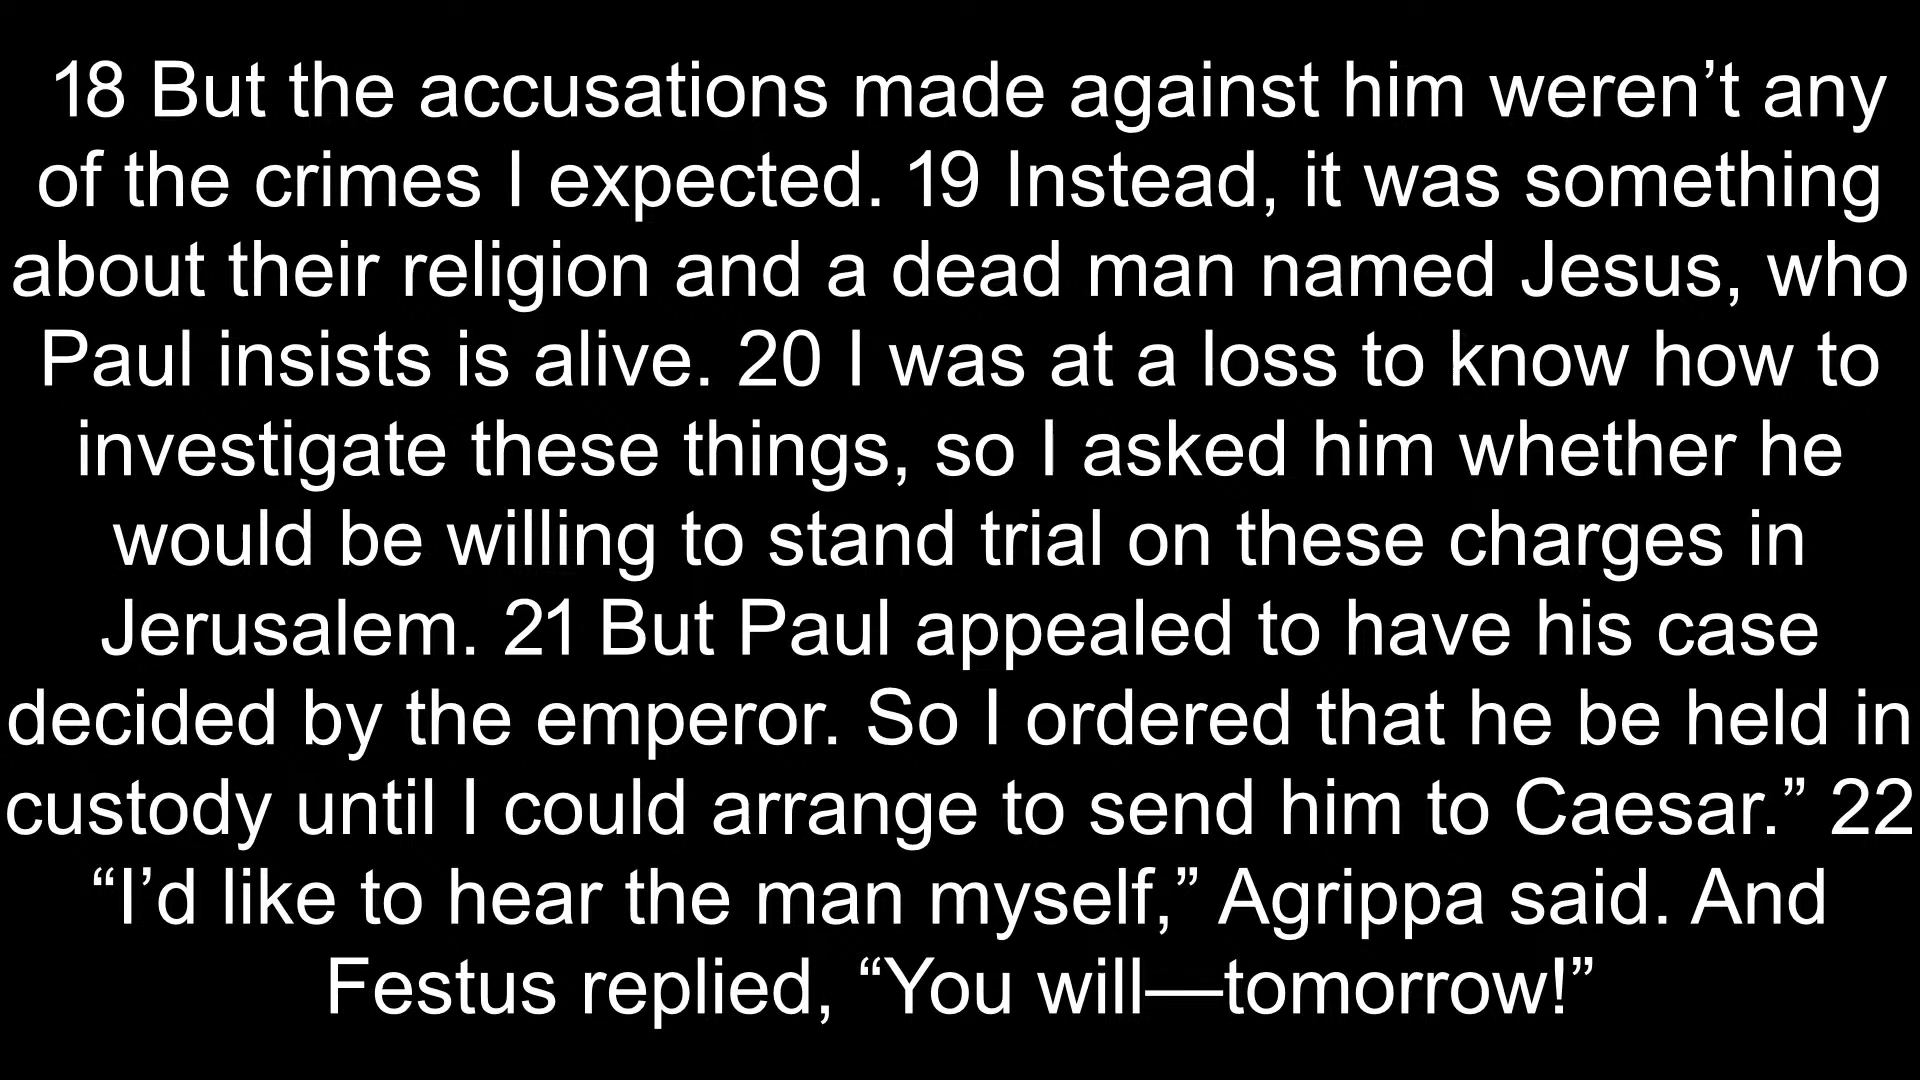 18 But the accusations made against him weren’t any
of the crimes I expected. 19 Instead, it was something
about their religion and a dead man named Jesus, who
Paul insists is alive. 20 I was at a loss to know how to
investigate these things, so I asked him whether he
would be willing to stand trial on these charges in
Jerusalem. 21 But Paul appealed to have his case
decided by the emperor. So I ordered that he be held in
custody until I could arrange to send him to Caesar.” 22
“I’d like to hear the man myself,” Agrippa said. And
Festus replied, “You will—tomorrow!”